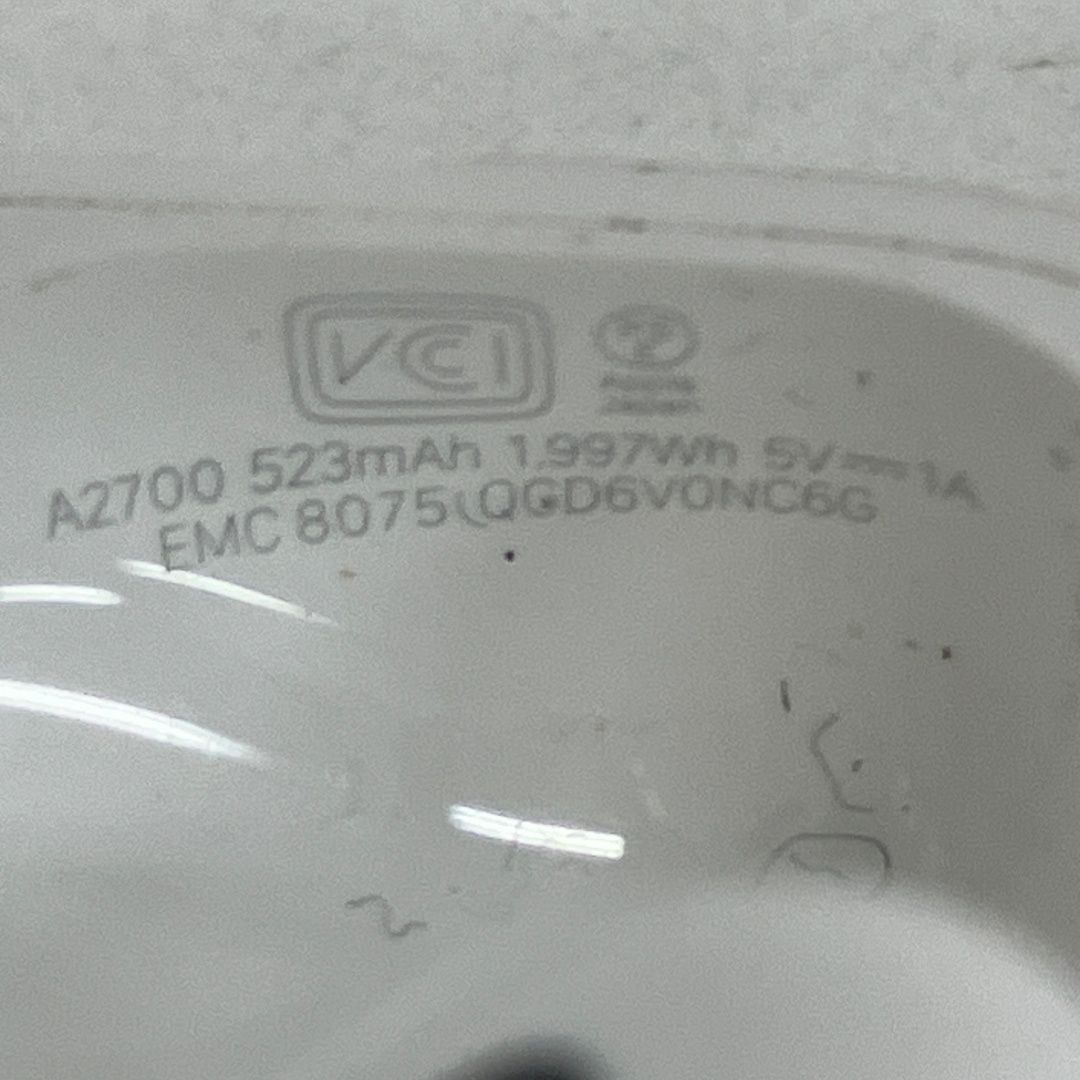 VCI
A2700 523mAh 1.997Wh 5V⎓1A
EMC 8075 QGD6V0NC6G